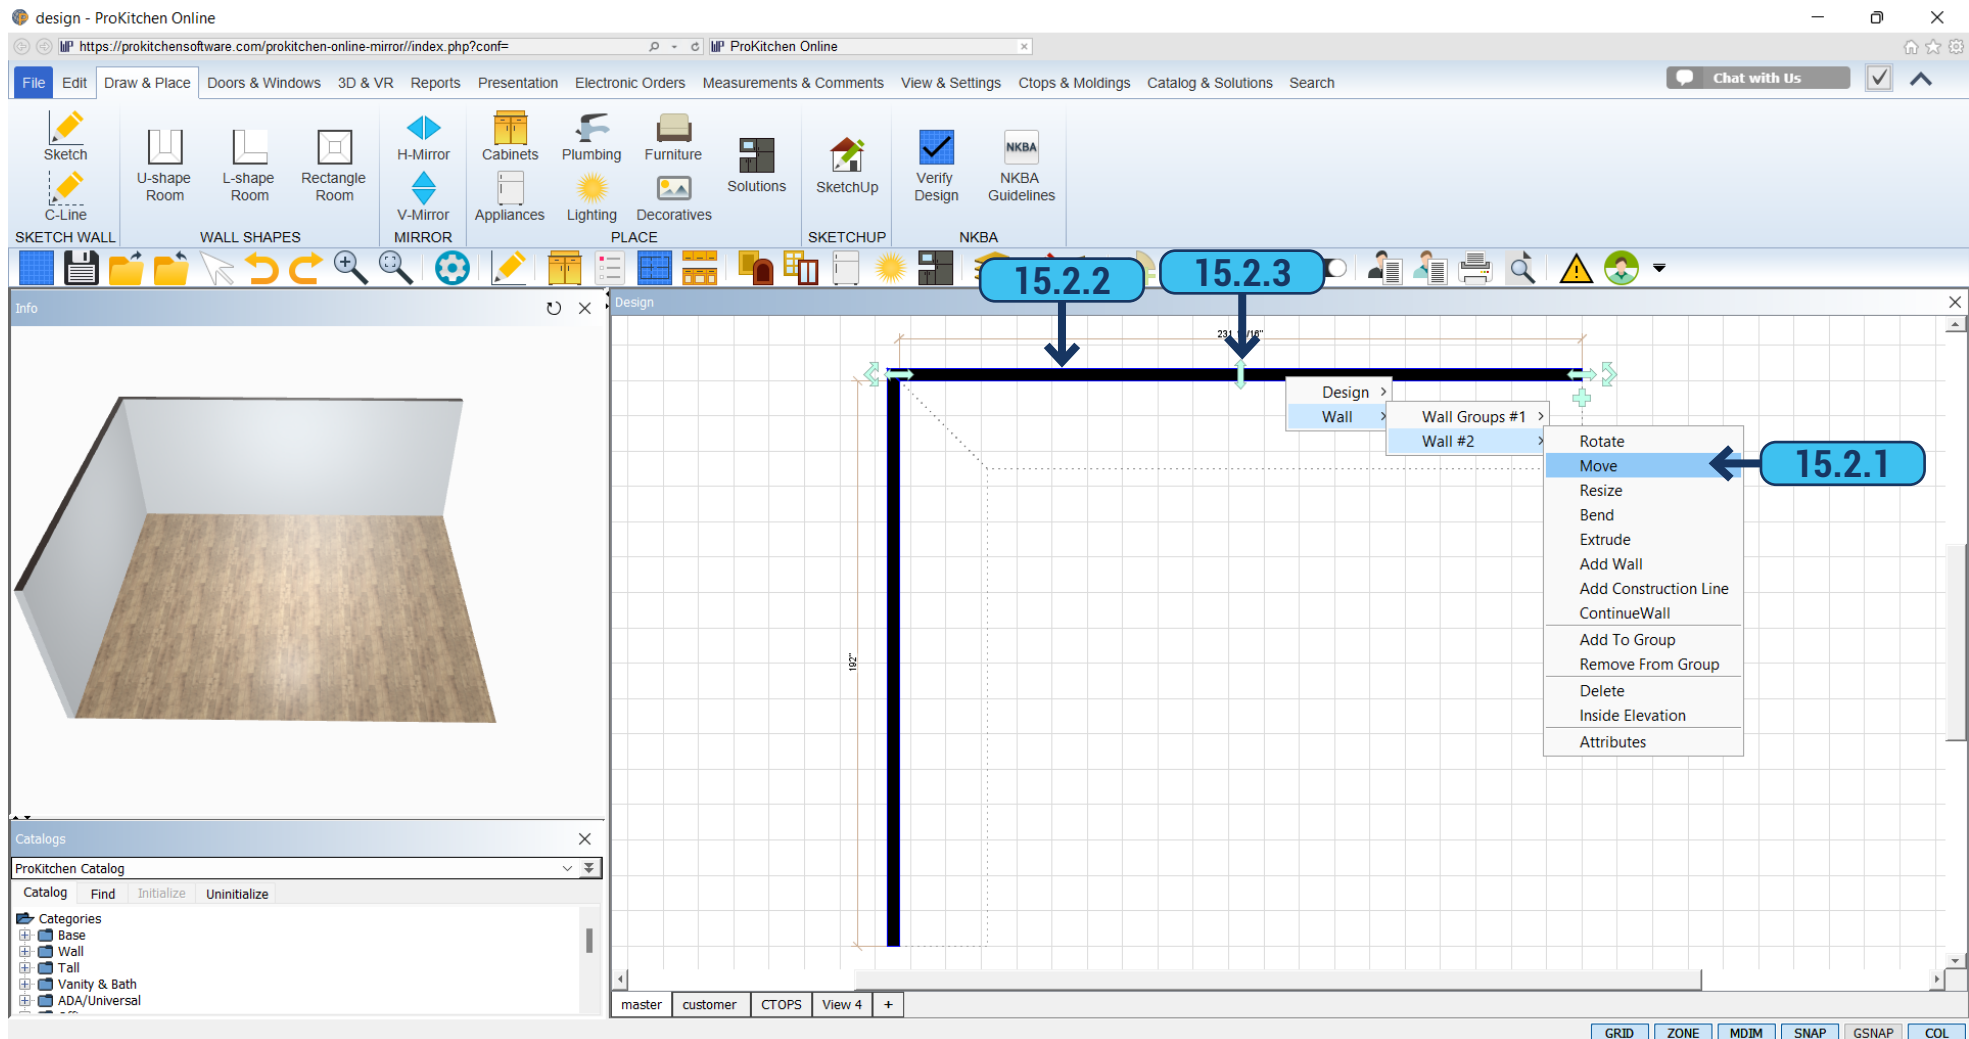 design - ProKitchen Online
https://prokitchensoftware.com/prokitchen-online-mirror//index.php?conf=
ProKitchen Online
File Edit Draw & Place Doors & Windows 3D & VR Reports Presentation Electronic Orders Measurements & Comments View & Settings Ctops & Moldings Catalog & Solutions Search
Chat with Us
Sketch
C-Line
SKETCH WALL
U-shape
Room
L-shape
Room
Rectangle
Room
WALL SHAPES
H-Mirror
V-Mirror
MIRROR
Cabinets
Plumbing
Furniture
Appliances
Lighting
Decoratives
Solutions
PLACE
SketchUp
SKETCHUP
Verify
Design
NKBA
NKBA
Guidelines
NKBA
15.2.2
15.2.3
Info
Design
192"
Design
Wall
Wall Groups #1
Wall #2
Rotate
Move
Resize
Bend
Extrude
Add Wall
Add Construction Line
ContinueWall
Add To Group
Remove From Group
Delete
Inside Elevation
Attributes
15.2.1
Catalogs
ProKitchen Catalog
Catalog Find Initialize Uninitialize
Categories
Base
Wall
Tall
Vanity & Bath
ADA/Universal
master customer CTOPS View 4 +
GRID ZONE MDIM SNAP GSNAP COL